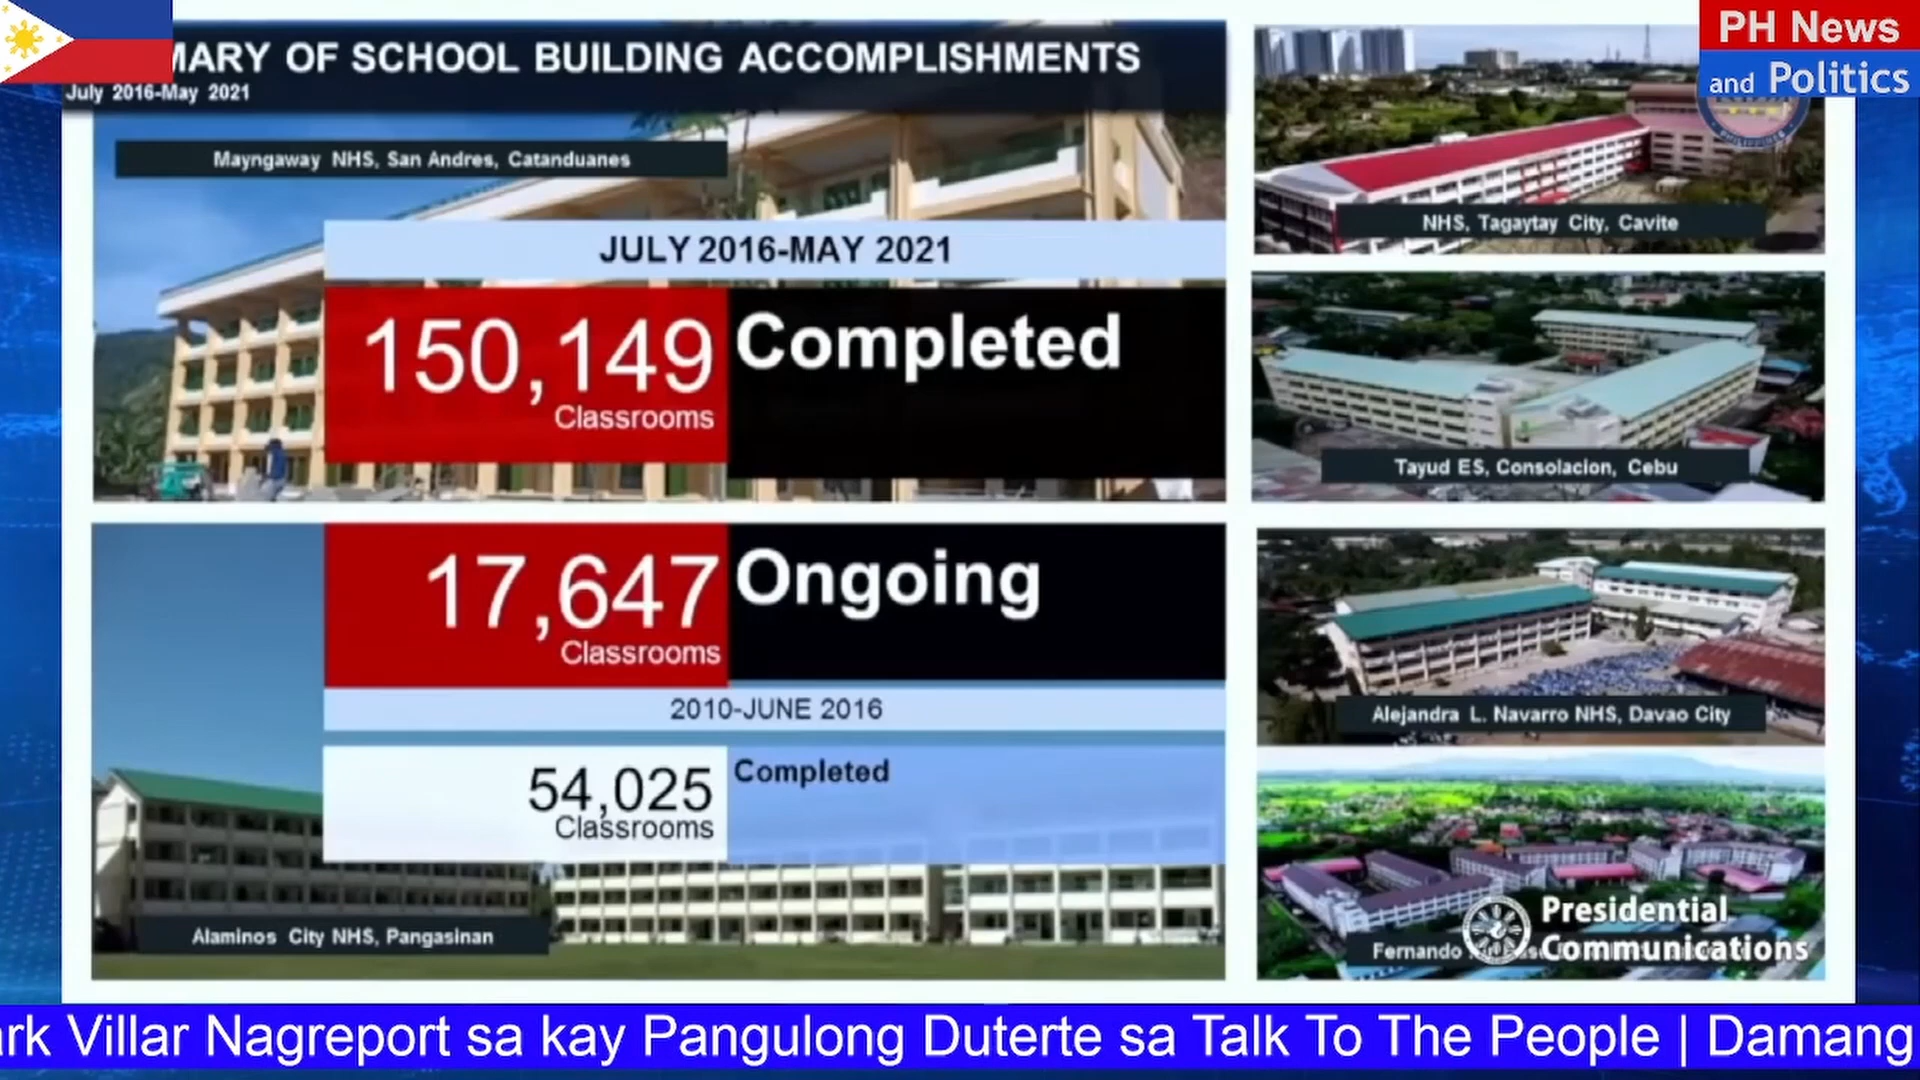 MARY OF SCHOOL BUILDING ACCOMPLISHMENTS
July 2016-May 2021
PH News
and Politics
Mayngaway NHS, San Andres, Catanduanes
JULY 2016-MAY 2021
150,149
Classrooms
Completed
17,647
Classrooms
Ongoing
2010-JUNE 2016
54,025
Classrooms
Completed
Alaminos City NHS, Pangasinan
NHS, Tagaytay City, Cavite
Tayud ES, Consolacion, Cebu
Alejandra L. Navarro NHS, Davao City
Presidential
Communications
Fernando
ark Villar Nagreport sa kay Pangulong Duterte sa Talk To The People | Damang